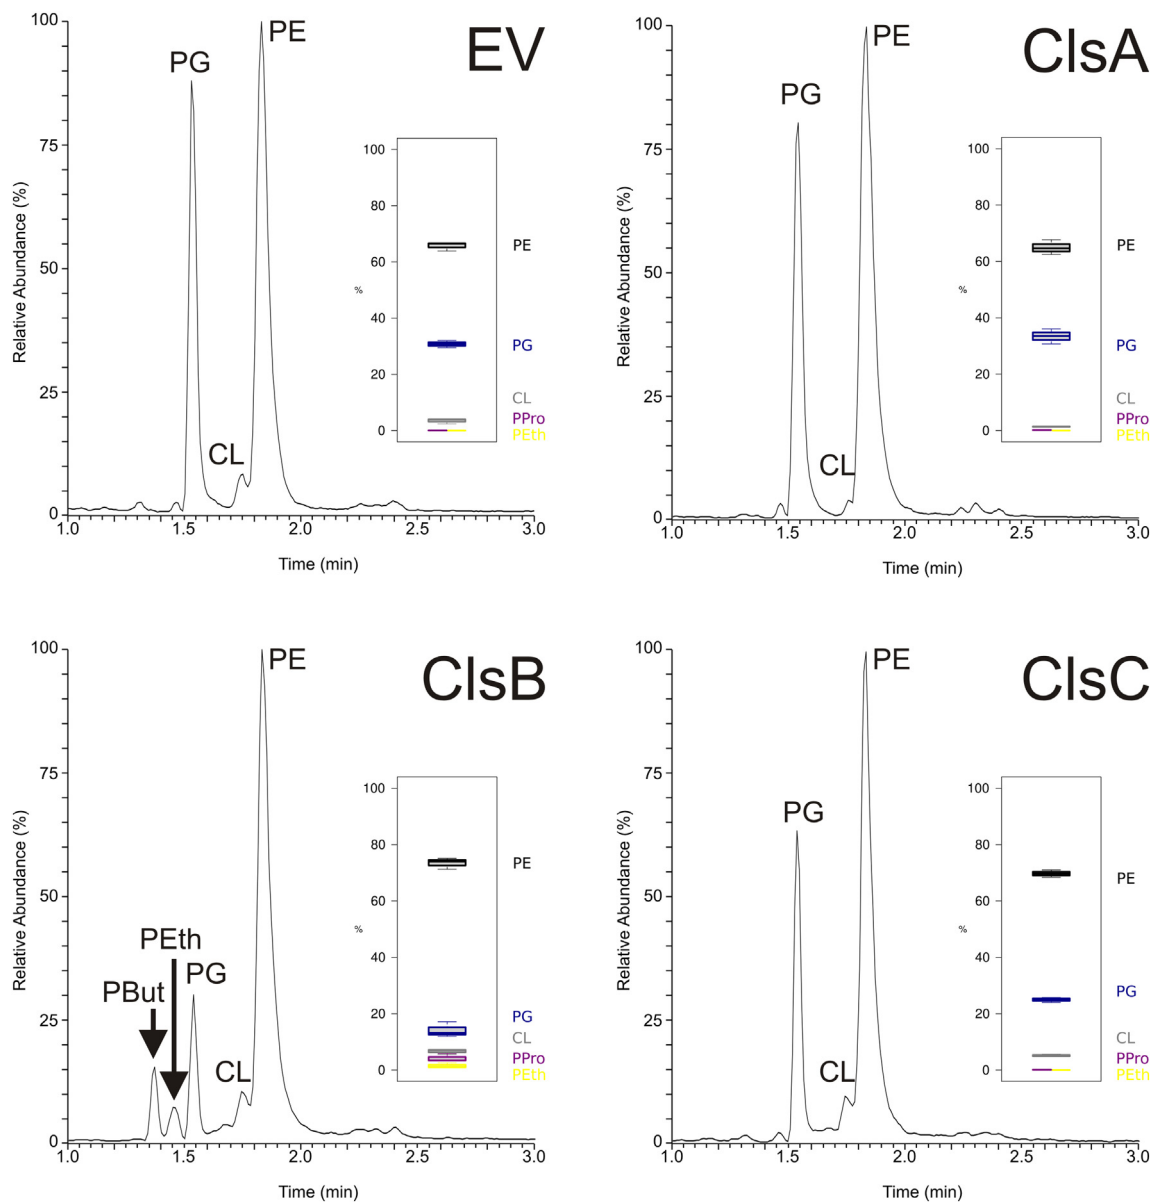 EV
PG
PE
CL
Relative Abundance (%)
100
75
50
25
0
1.0 1.5 2.0 2.5 3.0
Time (min)
%
100
80
60
40
20
0
PE
PG
CL
PPro
PEth
ClsA
PG
PE
CL
Relative Abundance (%)
100
75
50
25
0
1.0 1.5 2.0 2.5 3.0
Time (min)
%
100
80
60
40
20
0
PE
PG
CL
PPro
PEth
ClsB
PE
PEth
PG
PBut
CL
Relative Abundance (%)
100
75
50
25
0
1.0 1.5 2.0 2.5 3.0
Time (min)
%
100
80
60
40
20
0
PE
PG
CL
PPro
PEth
ClsC
PE
PG
CL
Relative Abundance (%)
100
75
50
25
0
1.0 1.5 2.0 2.5 3.0
Time (min)
%
100
80
60
40
20
0
PE
PG
CL
PPro
PEth